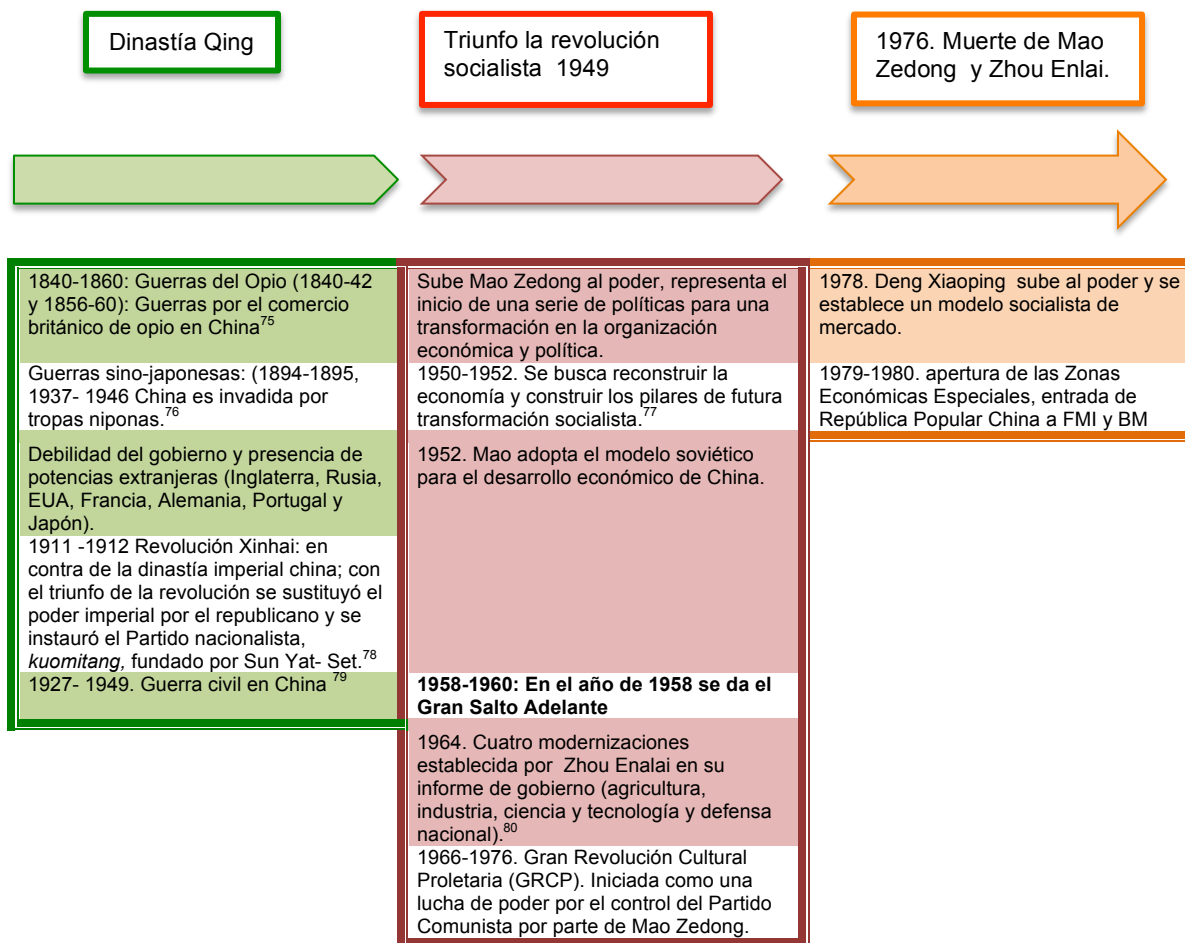 Dinastía Qing
Triunfo la revolución
socialista 1949
1976. Muerte de Mao
Zedong y Zhou Enlai.
1840-1860: Guerras del Opio (1840-42
y 1856-60): Guerras por el comercio
británico de opio en China75
Guerras sino-japonesas: (1894-1895,
1937- 1946 China es invadida por
tropas niponas.76
Debilidad del gobierno y presencia de
potencias extranjeras (Inglaterra, Rusia,
EUA, Francia, Alemania, Portugal y
Japón).
1911 -1912 Revolución Xinhai: en
contra de la dinastía imperial china; con
el triunfo de la revolución se sustituyó el
poder imperial por el republicano y se
instauró el Partido nacionalista,
kuomitang, fundado por Sun Yat- Set.78
1927- 1949. Guerra civil en China 79
Sube Mao Zedong al poder, representa el
inicio de una serie de políticas para una
transformación en la organización
económica y política.
1950-1952. Se busca reconstruir la
economía y construir los pilares de futura
transformación socialista.77
1952. Mao adopta el modelo soviético
para el desarrollo económico de China.
1958-1960: En el año de 1958 se da el
Gran Salto Adelante
1964. Cuatro modernizaciones
establecida por Zhou Enalai en su
informe de gobierno (agricultura,
industria, ciencia y tecnología y defensa
nacional).80
1966-1976. Gran Revolución Cultural
Proletaria (GRCP). Iniciada como una
lucha de poder por el control del Partido
Comunista por parte de Mao Zedong.
1978. Deng Xiaoping sube al poder y se
establece un modelo socialista de
mercado.
1979-1980. apertura de las Zonas
Económicas Especiales, entrada de
República Popular China a FMI y BM